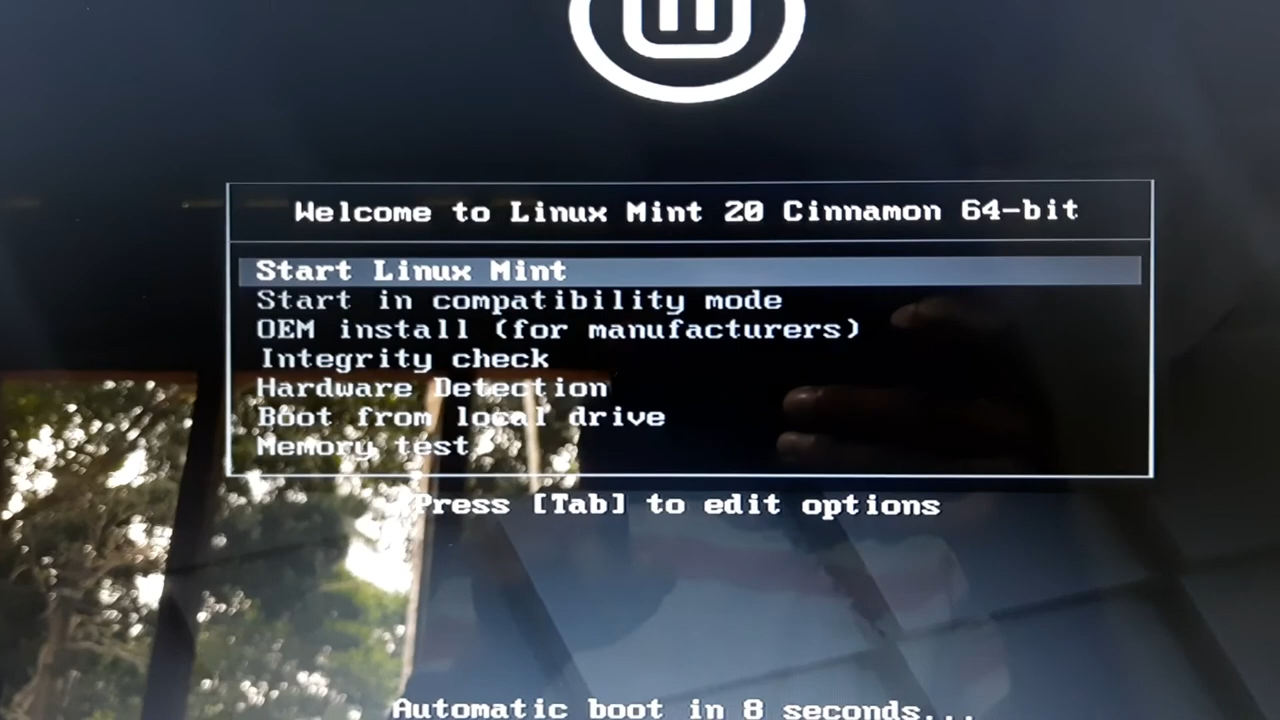 Welcome to Linux Mint 20 Cinnamon 64-bit
Start Linux Mint
Start in compatibility mode
OEM install (for manufacturers)
Integrity check
Hardware Detection
Boot from local drive
Memory test
Press [Tab] to edit options
Automatic boot in 8 seconds...